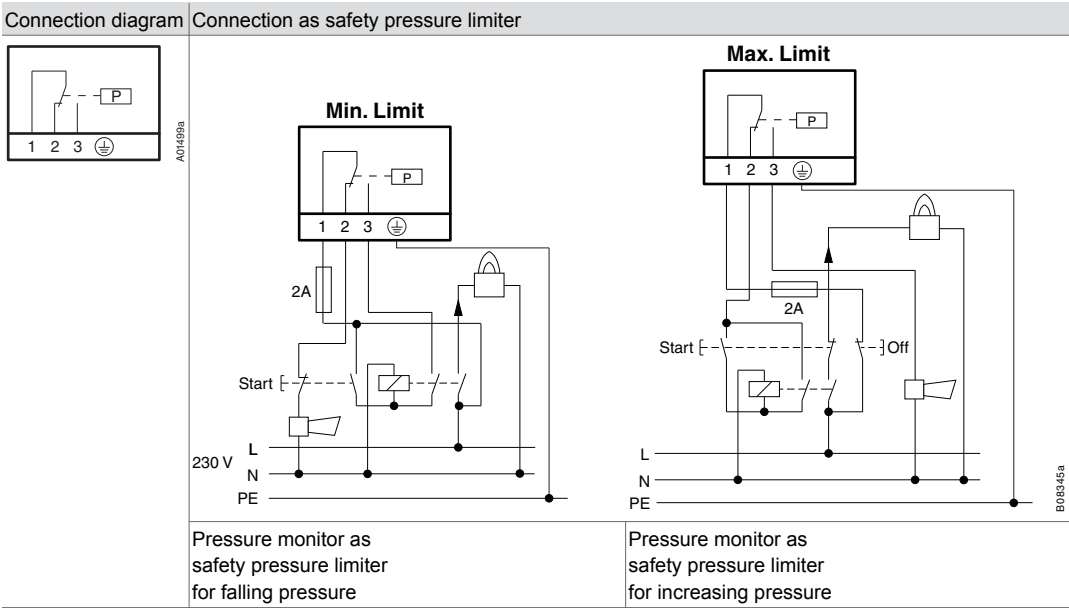 Connection diagram
Connection as safety pressure limiter
P
1 2 3
A01499a
Min. Limit
P
1 2 3
2A
Start
230 V
L
N
PE
Max. Limit
P
1 2 3
2A
Start
Off
L
N
PE
B08345a
Pressure monitor as
safety pressure limiter
for falling pressure
Pressure monitor as
safety pressure limiter
for increasing pressure